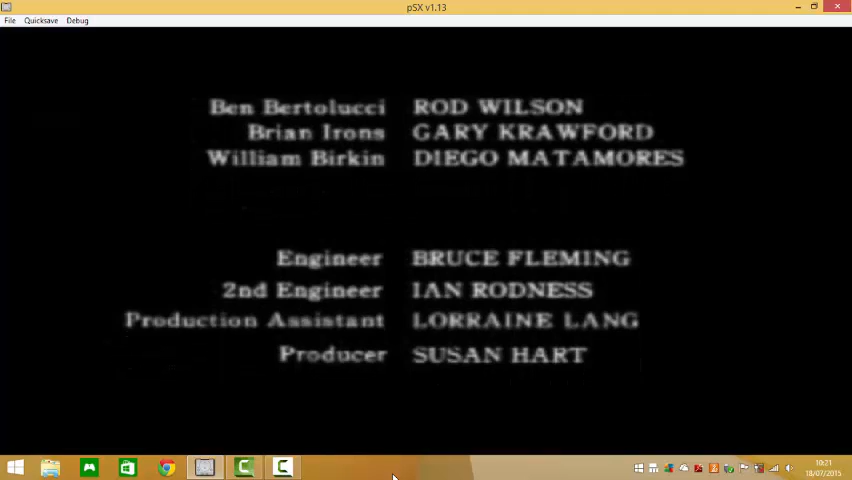 pSX v1.13
File Quicksave Debug
Ben Bertolucci ROD WILSON
Brian Irons GARY KRAWFORD
William Birkin DIEGO MATAMORES
Engineer BRUCE FLEMING
2nd Engineer IAN RODNESS
Production Assistant LORRAINE LANG
Producer SUSAN HART
10:21
18/07/2015